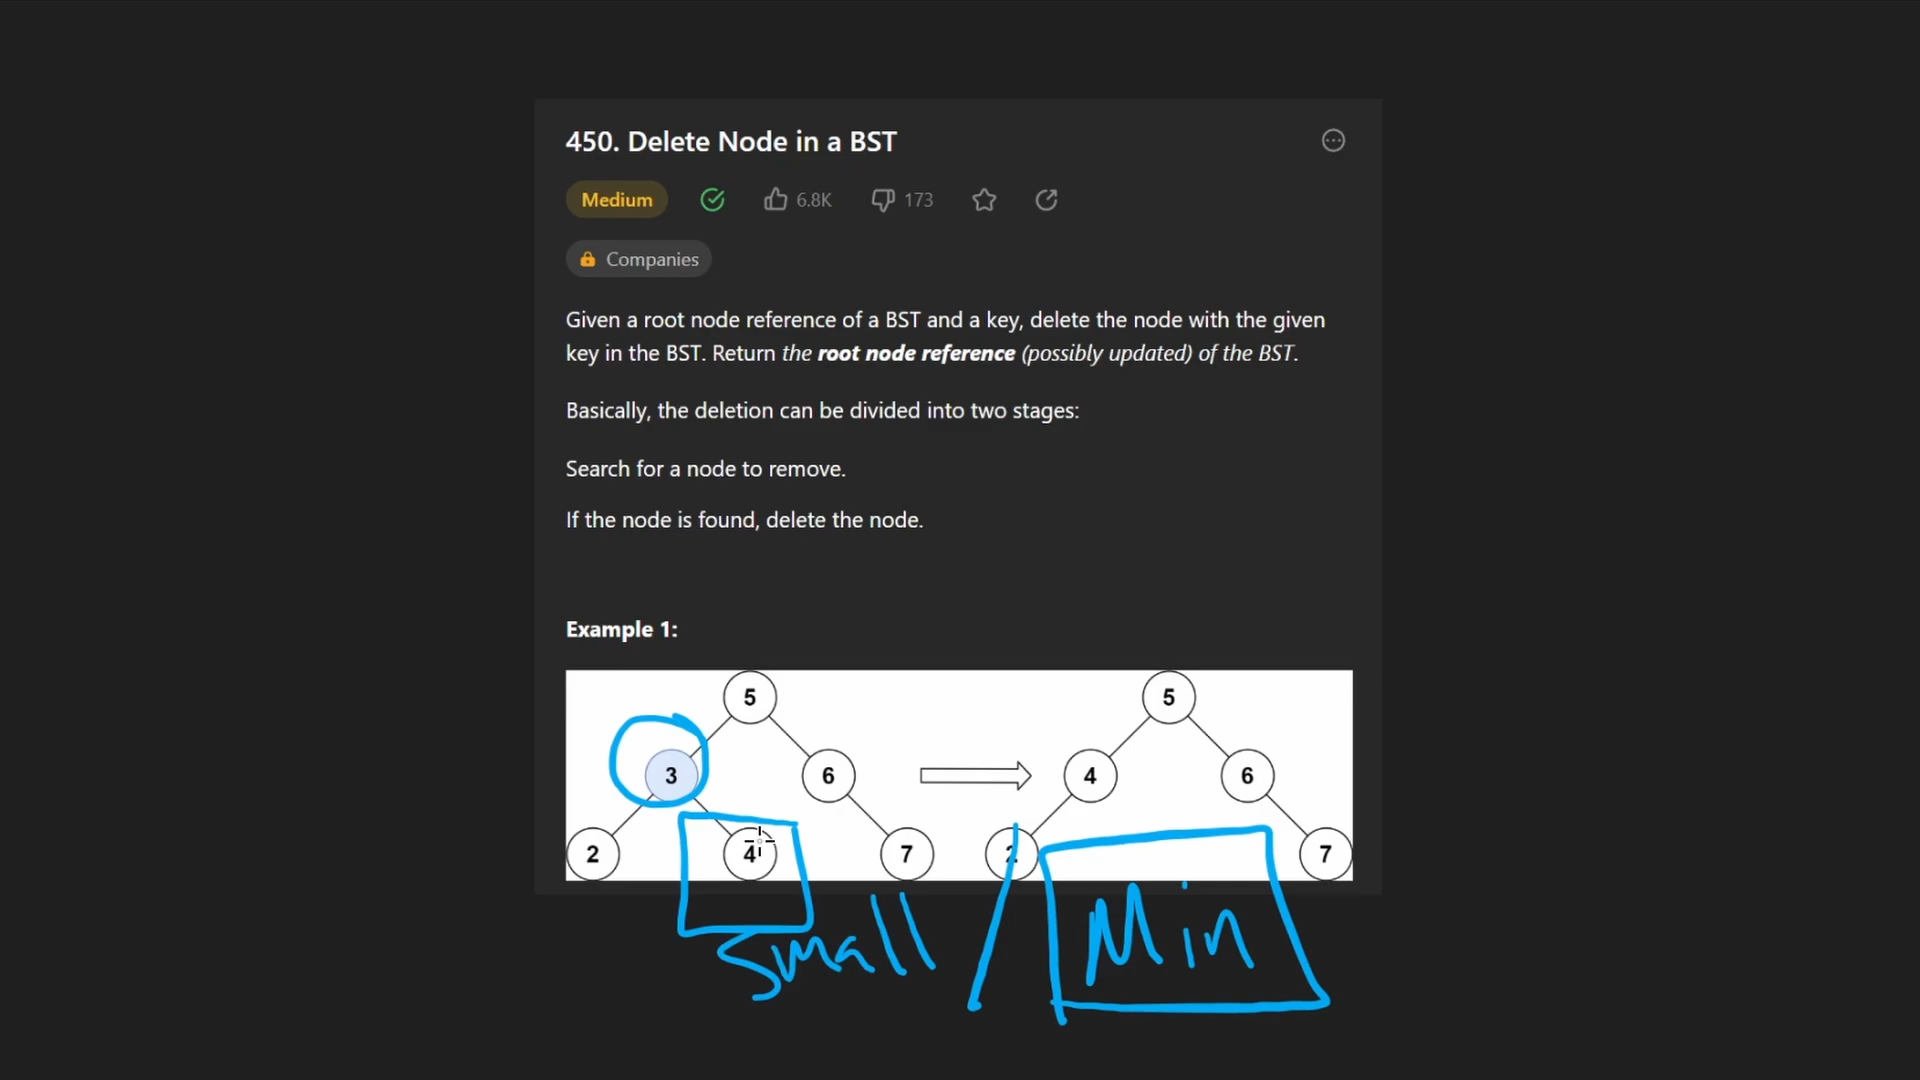 450. Delete Node in a BST
Medium 6.8K 173
Companies
Given a root node reference of a BST and a key, delete the node with the given
key in the BST. Return the root node reference (possibly updated) of the BST.
Basically, the deletion can be divided into two stages:
Search for a node to remove.
If the node is found, delete the node.
Example 1:
5 5
3 6 4 6
2 4 7 2 7
Small / Min